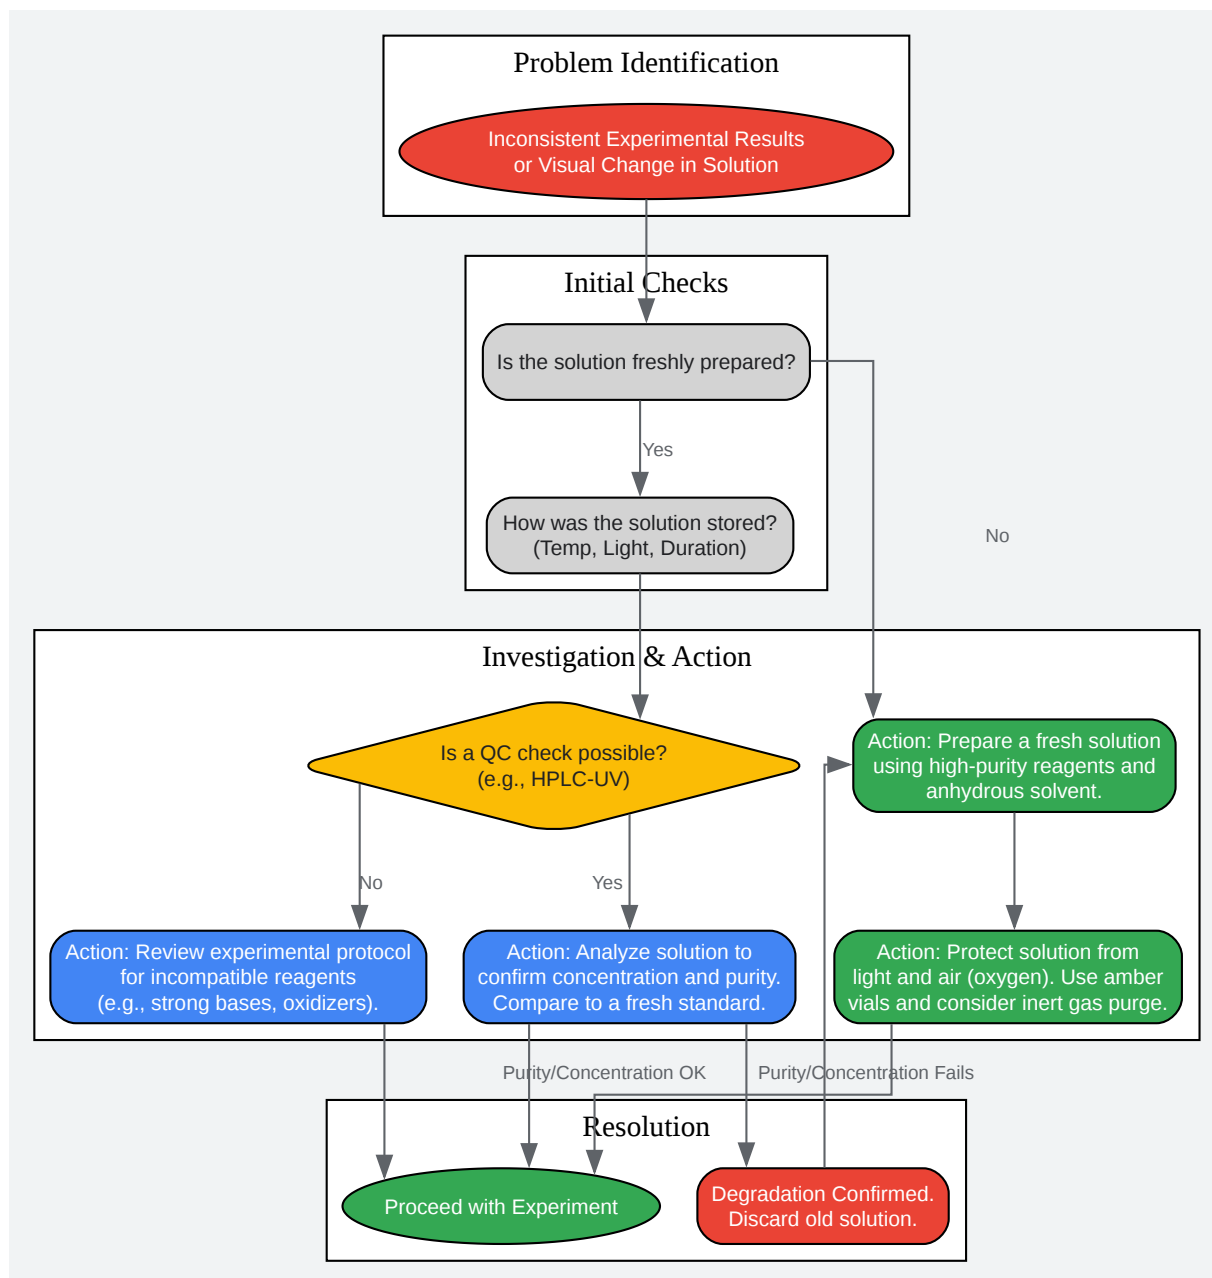 Problem Identification
Inconsistent Experimental Results
or Visual Change in Solution
Initial Checks
Is the solution freshly prepared?
Yes
How was the solution stored?
(Temp, Light, Duration)
No
Investigation & Action
Is a QC check possible?
(e.g., HPLC-UV)
Action: Prepare a fresh solution
using high-purity reagents and
anhydrous solvent.
No
Yes
Action: Review experimental protocol
for incompatible reagents
(e.g., strong bases, oxidizers).
Action: Analyze solution to
confirm concentration and purity.
Compare to a fresh standard.
Action: Protect solution from
light and air (oxygen). Use amber
vials and consider inert gas purge.
Purity/Concentration OK
Purity/Concentration Fails
Resolution
Proceed with Experiment
Degradation Confirmed.
Discard old solution.